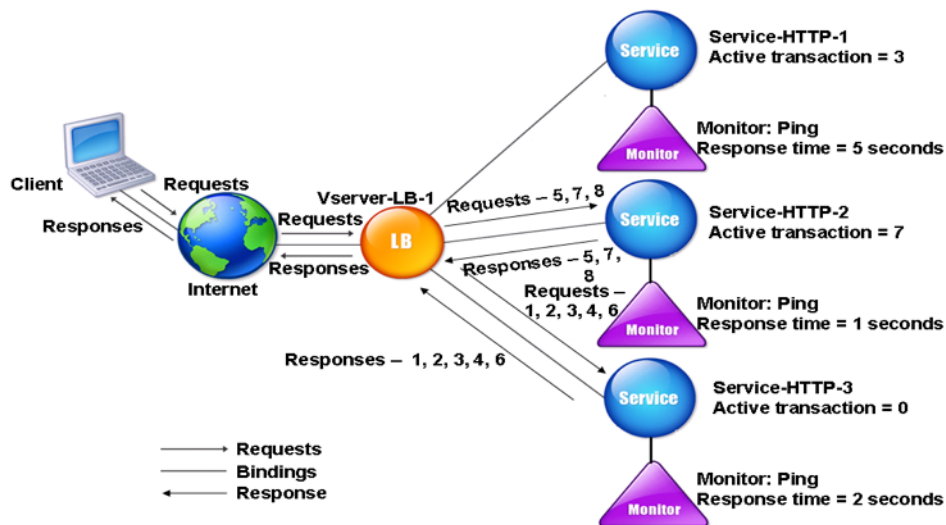 Service
Service-HTTP-1
Active transaction = 3
Monitor
Monitor: Ping
Response time = 5 seconds
Client
Requests
Responses
Internet
Vserver-LB-1
Requests
LB
Responses
Requests – 5, 7, 8
Responses – 5, 7,
8
Service
Service-HTTP-2
Active transaction = 7
Requests –
1, 2, 3, 4, 6
Monitor
Monitor: Ping
Response time = 1 seconds
Responses – 1, 2, 3, 4, 6
Service
Service-HTTP-3
Active transaction = 0
Monitor
Monitor: Ping
Response time = 2 seconds
Requests
Bindings
Response